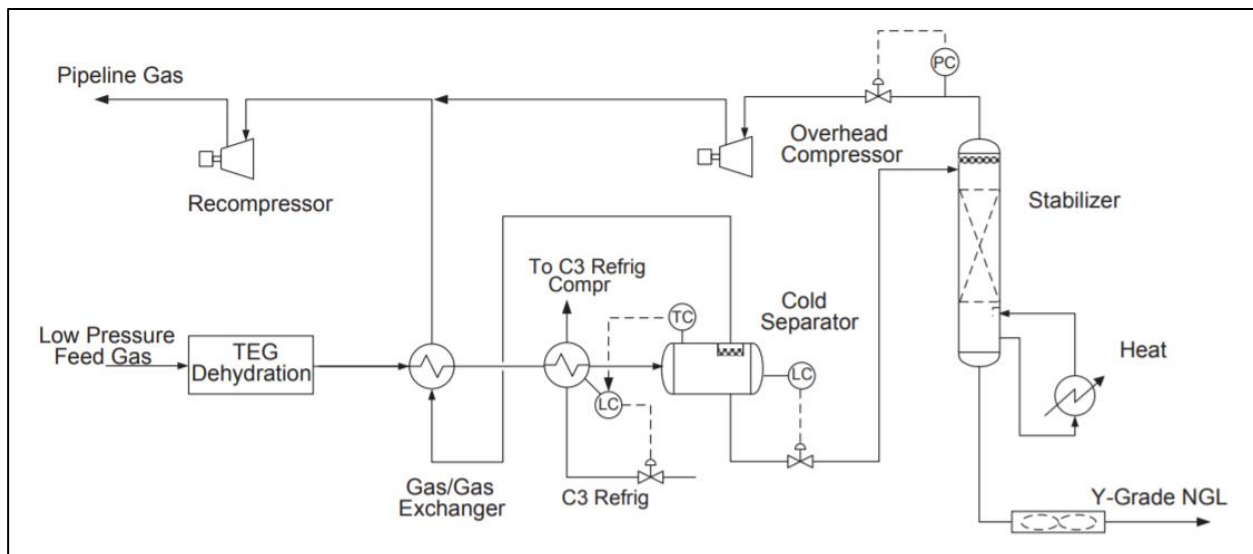 PC
Pipeline Gas
Overhead
Compressor
Recompressor
Stabilizer
To C3 Refrig
Compr
TC
Cold
Separator
Low Pressure
Feed Gas
TEG
Dehydration
LC
LC
Heat
Gas/Gas
Exchanger
C3 Refrig
Y-Grade NGL